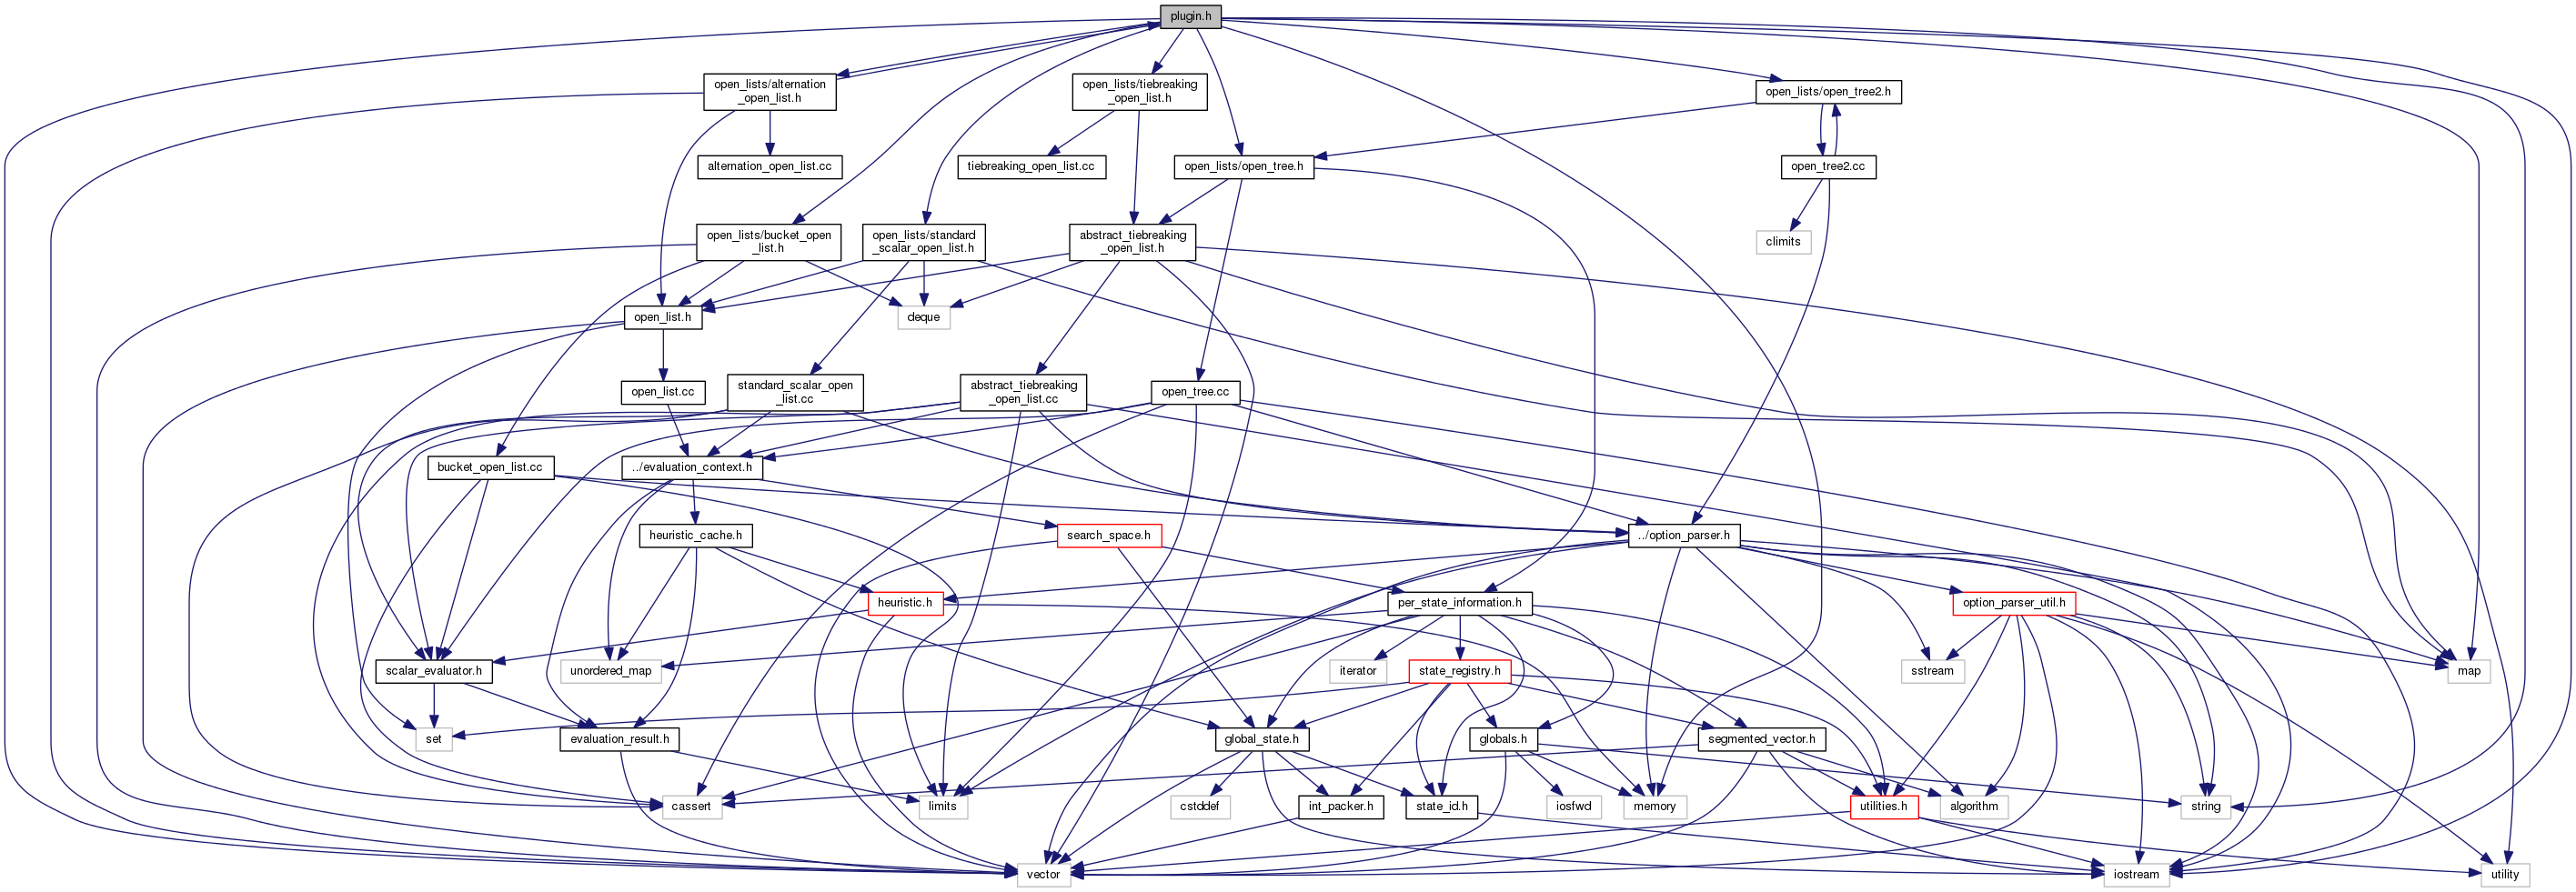 plugin.h
open_lists/alternation
_open_list.h
open_lists/tiebreaking
_open_list.h
open_lists/open_tree2.h
alternation_open_list.cc
tiebreaking_open_list.cc
open_lists/open_tree.h
open_tree2.cc
open_lists/bucket_open
_list.h
open_lists/standard
_scalar_open_list.h
abstract_tiebreaking
_open_list.h
climits
open_list.h
deque
open_list.cc
standard_scalar_open
_list.cc
abstract_tiebreaking
_open_list.cc
open_tree.cc
bucket_open_list.cc
../evaluation_context.h
heuristic_cache.h
search_space.h
../option_parser.h
heuristic.h
per_state_information.h
option_parser_util.h
scalar_evaluator.h
unordered_map
iterator
state_registry.h
sstream
map
set
evaluation_result.h
global_state.h
globals.h
segmented_vector.h
cassert
limits
cstddef
int_packer.h
state_id.h
iosfwd
memory
utilities.h
algorithm
string
vector
iostream
utility